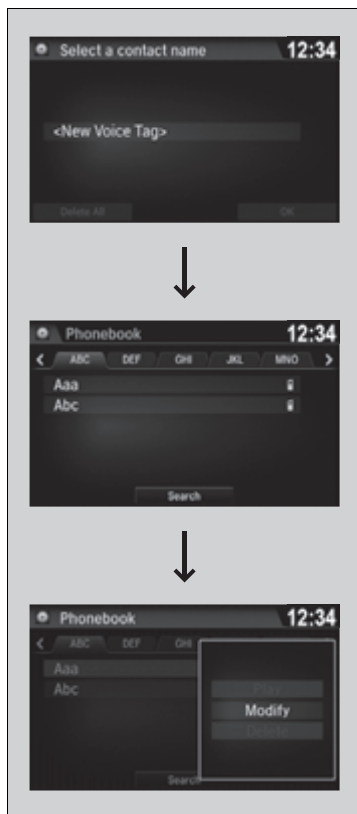 Select a contact name 12:34
<New Voice Tag>
Delete All OK
Phonebook 12:34
ABC DEF GHI JKL MNO
Aaa
Abc
Search
Phonebook 12:34
ABC DEF GHI
Aaa
Abc
Play
Modify
Delete
Search